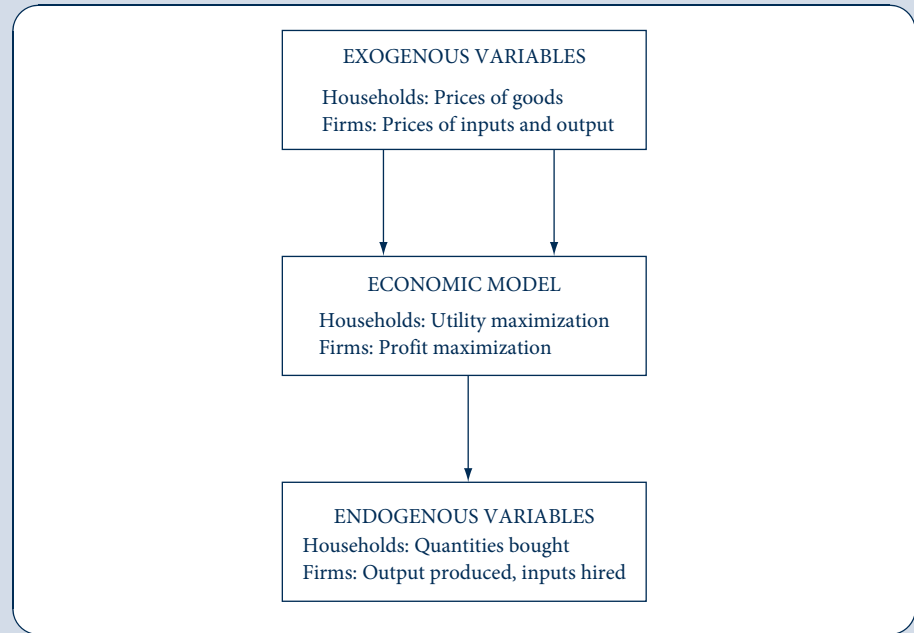 EXOGENOUS VARIABLES
Households: Prices of goods
Firms: Prices of inputs and output
ECONOMIC MODEL
Households: Utility maximization
Firms: Profit maximization
ENDOGENOUS VARIABLES
Households: Quantities bought
Firms: Output produced, inputs hired